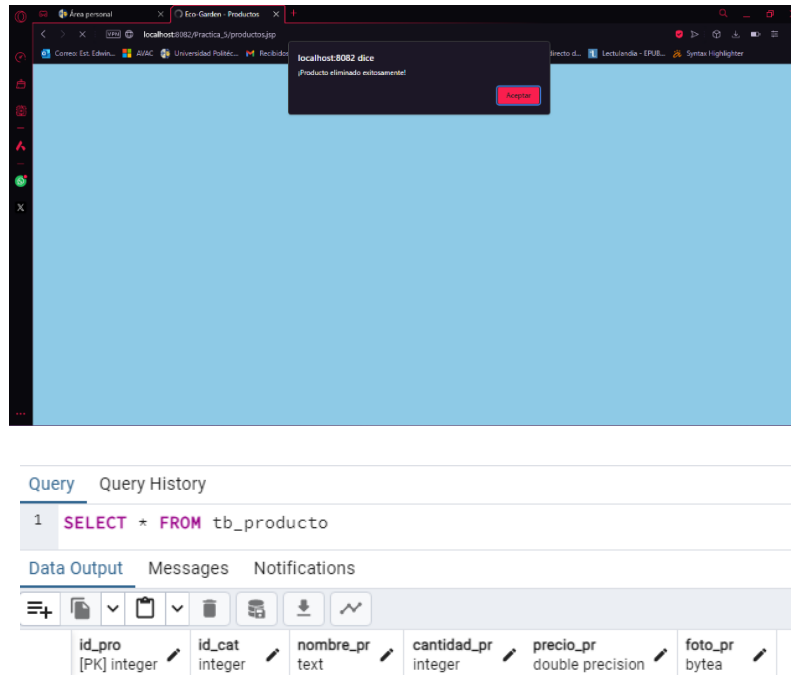 Área personal
Eco-Garden - Productos
VPN localhost:8082/Practica_5/productos.jsp
Correo: Est. Edwin... AVAC Universidad Politéc... Recibidos directo d... Lectulandia - EPUB... Syntax Highlighter
localhost:8082 dice
¡Producto eliminado exitosamente!
Aceptar
Query Query History
1 SELECT * FROM tb_producto
Data Output Messages Notifications
id_pro id_cat nombre_pr cantidad_pr precio_pr foto_pr
[PK] integer integer text integer double precision bytea